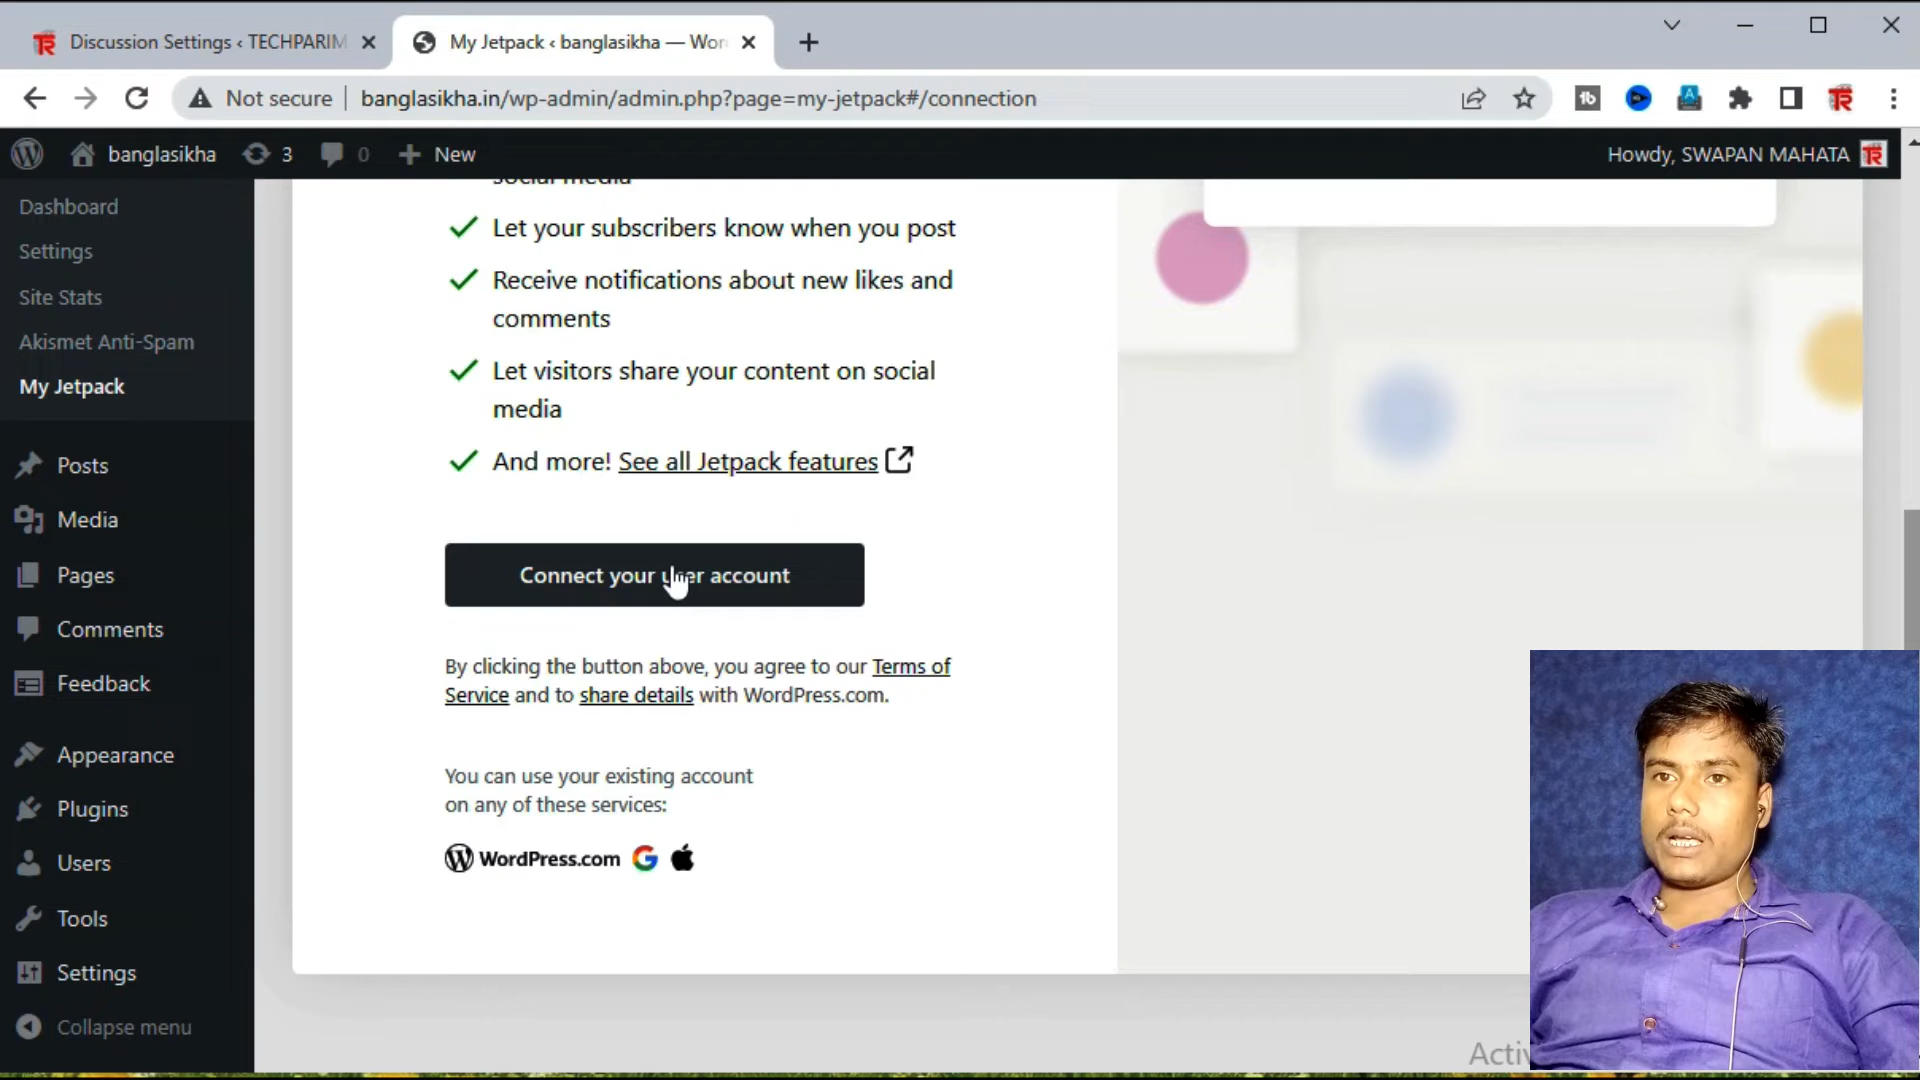 Discussion Settings ‹ TECHPARIM
My Jetpack ‹ banglasikha — Wor
Not secure
banglasikha.in/wp-admin/admin.php?page=my-jetpack#/connection
banglasikha
3
0
New
Howdy, SWAPAN MAHATA
Dashboard
Settings
Site Stats
Akismet Anti-Spam
My Jetpack
Posts
Media
Pages
Comments
Feedback
Appearance
Plugins
Users
Tools
Settings
Collapse menu
social media
Let your subscribers know when you post
Receive notifications about new likes and
comments
Let visitors share your content on social
media
And more! See all Jetpack features
Connect your user account
By clicking the button above, you agree to our Terms of
Service and to share details with WordPress.com.
You can use your existing account
on any of these services:
WordPress.com